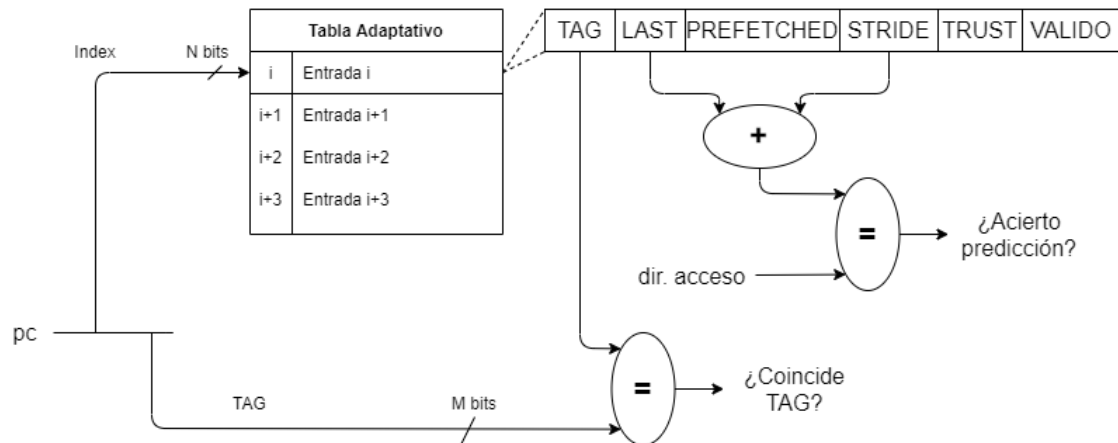 Tabla Adaptativo
TAG LAST PREFETCHED STRIDE TRUST VALIDO
Index N bits
i Entrada i
i+1 Entrada i+1
i+2 Entrada i+2
i+3 Entrada i+3
+
=
¿Acierto
predicción?
dir. acceso
pc
=
¿Coincide
TAG?
TAG M bits